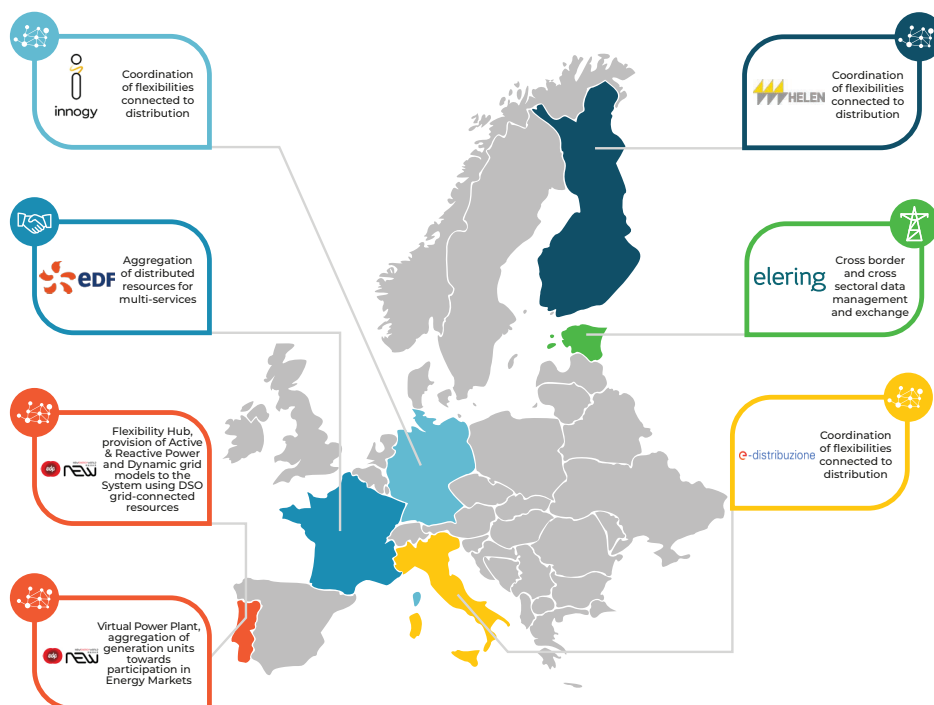 innogy
Coordination
of flexibilities
connected to
distribution
HELEN
Coordination
of flexibilities
connected to
distribution
eDF
Aggregation
of distributed
resources for
multi-services
elering
Cross border
and cross
sectoral data
management
and exchange
edp
NEW
Flexibility Hub,
provision of Active
& Reactive Power
and Dynamic grid
models to the
System using DSO
grid-connected
resources
e-distribuzione
Coordination
of flexibilities
connected to
distribution
edp
NEW
Virtual Power Plant,
aggregation of
generation units
towards
participation in
Energy Markets